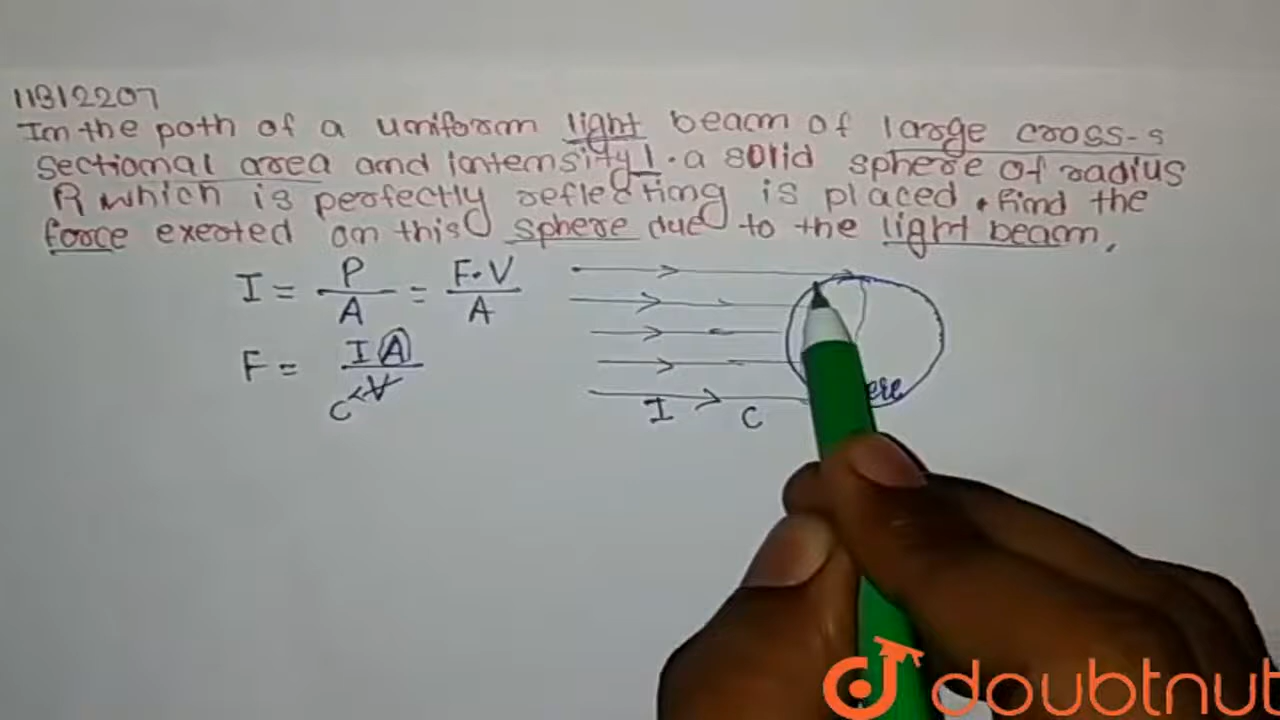 11312207
In the path of a uniform light beam of large cross-s
sectional area and intensity I. a solid sphere of radius
R which is perfectly reflecting is placed. Find the
force exerted on this sphere due to the light beam.
I = P/A = F.V/A
F = IA/V
C
I C
ere
doubtnut